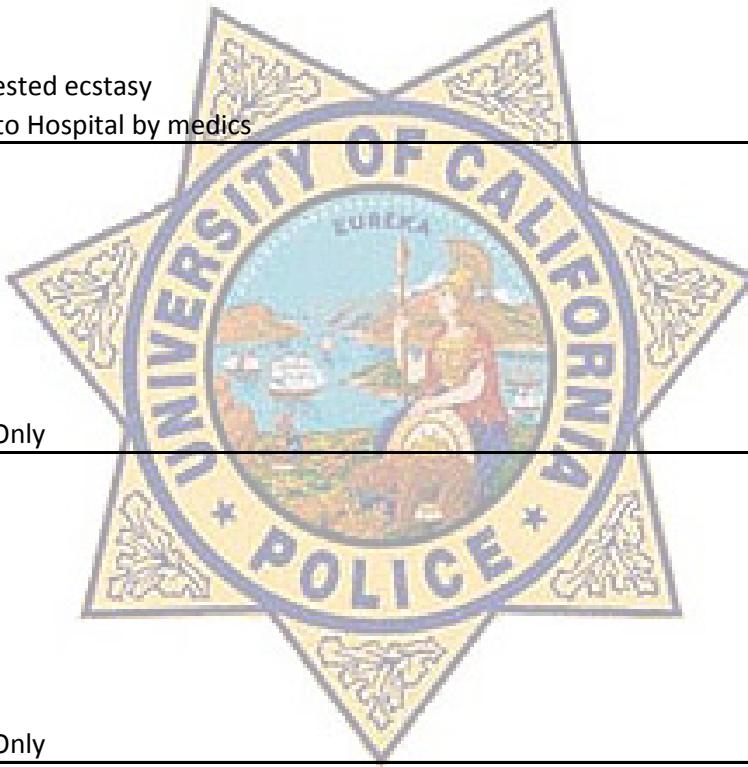 ested ecstasy
to Hospital by medics
UNIVERSITY OF CALIFORNIA
EUREKA
Only
★ POLICE ★
Only